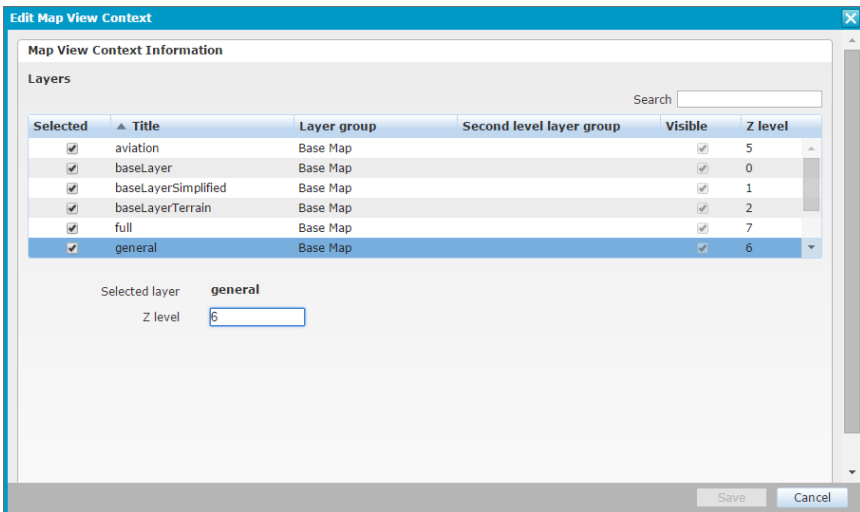 Edit Map View Context
Map View Context Information
Layers
Search
Selected Title Layer group Second level layer group Visible Z level
aviation Base Map 5
baseLayer Base Map 0
baseLayerSimplified Base Map 1
baseLayerTerrain Base Map 2
full Base Map 7
general Base Map 6
Selected layer general
Z level 6
Save Cancel